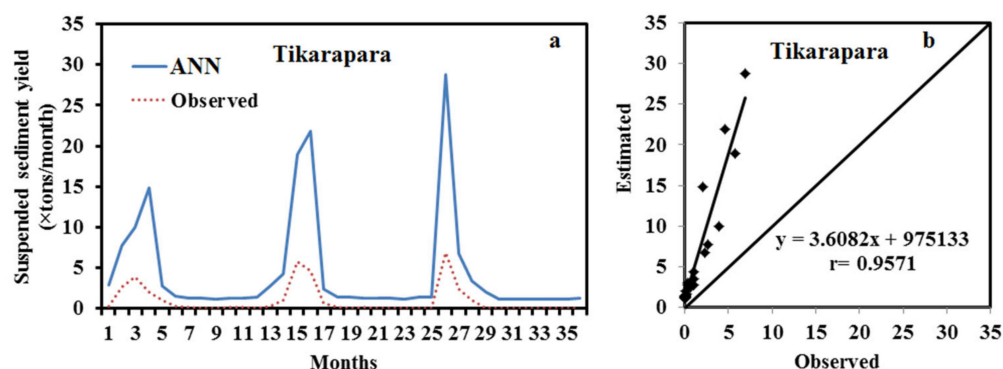 Suspended sediment yield
(×tons/month)
35
30
25
20
15
10
5
0
Tikarapara
a
ANN
Observed
1 3 5 7 9 11 13 15 17 19 21 23 25 27 29 31 33 35
Months
Estimated
35
30
25
20
15
10
5
0
Tikarapara
b
y = 3.6082x + 975133
r= 0.9571
0 5 10 15 20 25 30 35
Observed